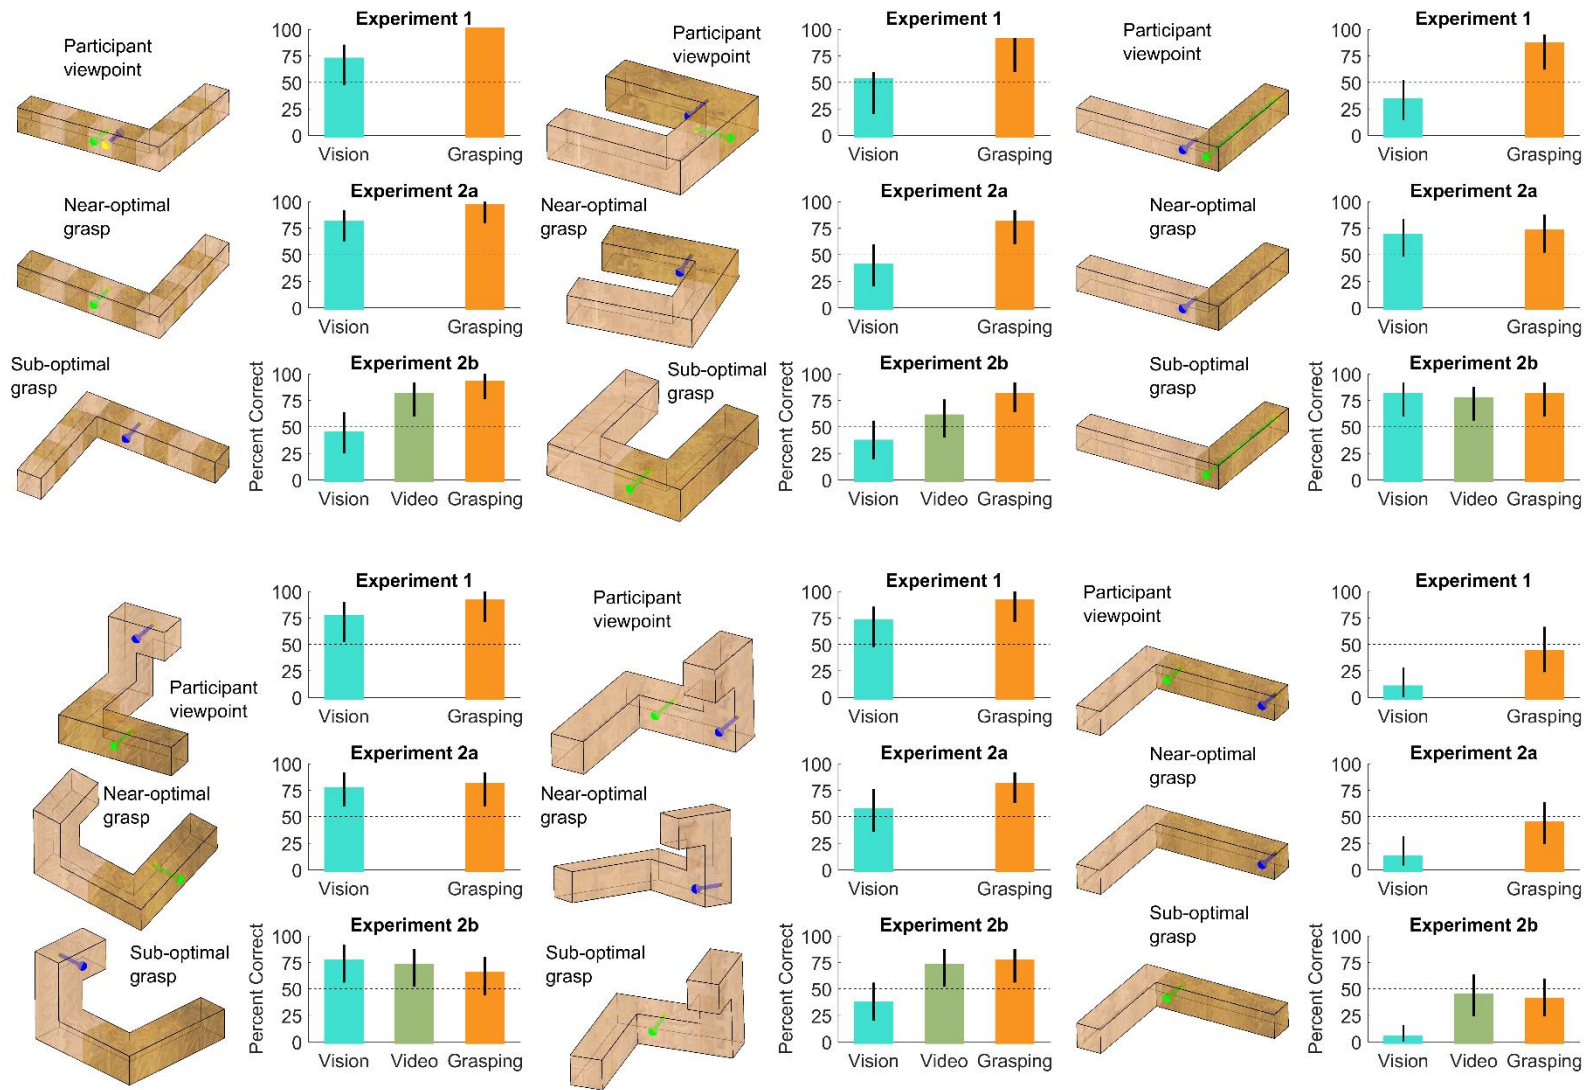 Experiment 1
Participant
viewpoint
100
75
50
25
0
Vision
Grasping
Near-optimal
grasp
Experiment 2a
100
75
50
25
0
Vision
Grasping
Sub-optimal
grasp
Experiment 2b
Percent Correct
100
75
50
25
0
Vision
Video
Grasping
Experiment 1
Participant
viewpoint
100
75
50
25
0
Vision
Grasping
Near-optimal
grasp
Experiment 2a
100
75
50
25
0
Vision
Grasping
Sub-optimal
grasp
Experiment 2b
Percent Correct
100
75
50
25
0
Vision
Video
Grasping
Experiment 1
Participant
viewpoint
100
75
50
25
0
Vision
Grasping
Near-optimal
grasp
Experiment 2a
100
75
50
25
0
Vision
Grasping
Sub-optimal
grasp
Experiment 2b
Percent Correct
100
75
50
25
0
Vision
Video
Grasping
Experiment 1
Participant
viewpoint
100
75
50
25
0
Vision
Grasping
Near-optimal
grasp
Experiment 2a
100
75
50
25
0
Vision
Grasping
Sub-optimal
grasp
Experiment 2b
Percent Correct
100
75
50
25
0
Vision
Video
Grasping
Experiment 1
Participant
viewpoint
100
75
50
25
0
Vision
Grasping
Near-optimal
grasp
Experiment 2a
100
75
50
25
0
Vision
Grasping
Sub-optimal
grasp
Experiment 2b
Percent Correct
100
75
50
25
0
Vision
Video
Grasping
Experiment 1
Participant
viewpoint
100
75
50
25
0
Vision
Grasping
Near-optimal
grasp
Experiment 2a
100
75
50
25
0
Vision
Grasping
Sub-optimal
grasp
Experiment 2b
Percent Correct
100
75
50
25
0
Vision
Video
Grasping